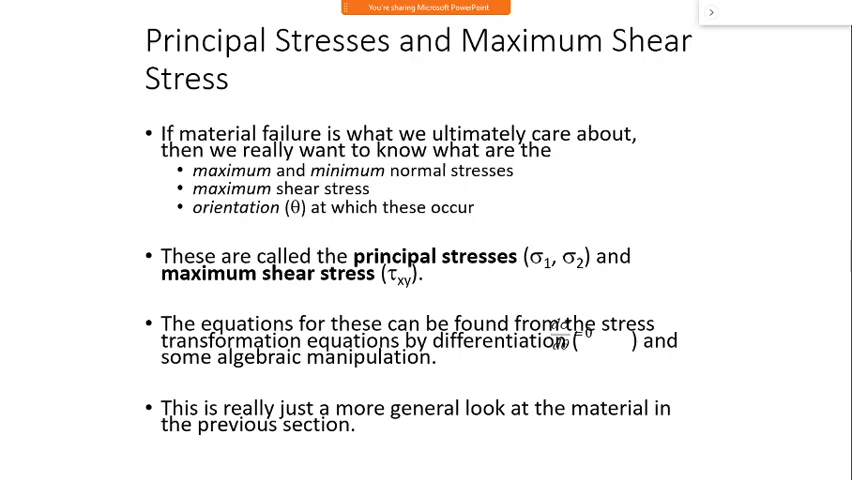 You're sharing Microsoft PowerPoint
Principal Stresses and Maximum Shear
Stress
• If material failure is what we ultimately care about,
then we really want to know what are the
• maximum and minimum normal stresses
• maximum shear stress
• orientation (θ) at which these occur
• These are called the principal stresses (σ1, σ2) and
maximum shear stress (τxy).
• The equations for these can be found from the stress
transformation equations by differentiation (dσ/dθ = 0) and
some algebraic manipulation.
• This is really just a more general look at the material in
the previous section.